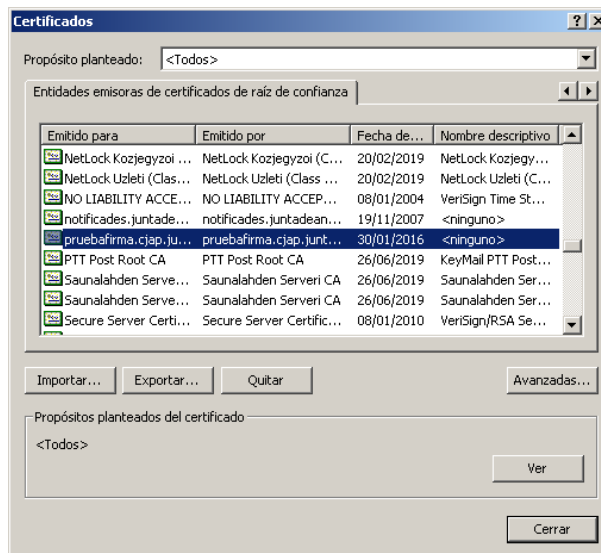 Certificados
Propósito planteado: <Todos>
Entidades emisoras de certificados de raíz de confianza
Emitido para Emitido por Fecha de... Nombre descriptivo
NetLock Kozjegyzoi ... NetLock Kozjegyzoi (C... 20/02/2019 NetLock Kozjegy...
NetLock Uzleti (Clas... NetLock Uzleti (Class ... 20/02/2019 NetLock Uzleti (C...
NO LIABILITY ACCE... NO LIABILITY ACCEP... 08/01/2004 VeriSign Time St...
notificades.juntade... notificades.juntadean... 19/11/2007 <ninguno>
pruebafirma.cjap.ju... pruebafirma.cjap.junt... 30/01/2016 <ninguno>
PTT Post Root CA PTT Post Root CA 26/06/2019 KeyMail PTT Post...
Saunalahden Serve... Saunalahden Serveri CA 26/06/2019 Saunalahden Ser...
Saunalahden Serve... Saunalahden Serveri CA 26/06/2019 Saunalahden Ser...
Secure Server Certi... Secure Server Certific... 08/01/2010 VeriSign/RSA Se...
Importar... Exportar... Quitar Avanzadas...
Propósitos planteados del certificado
<Todos>
Ver
Cerrar